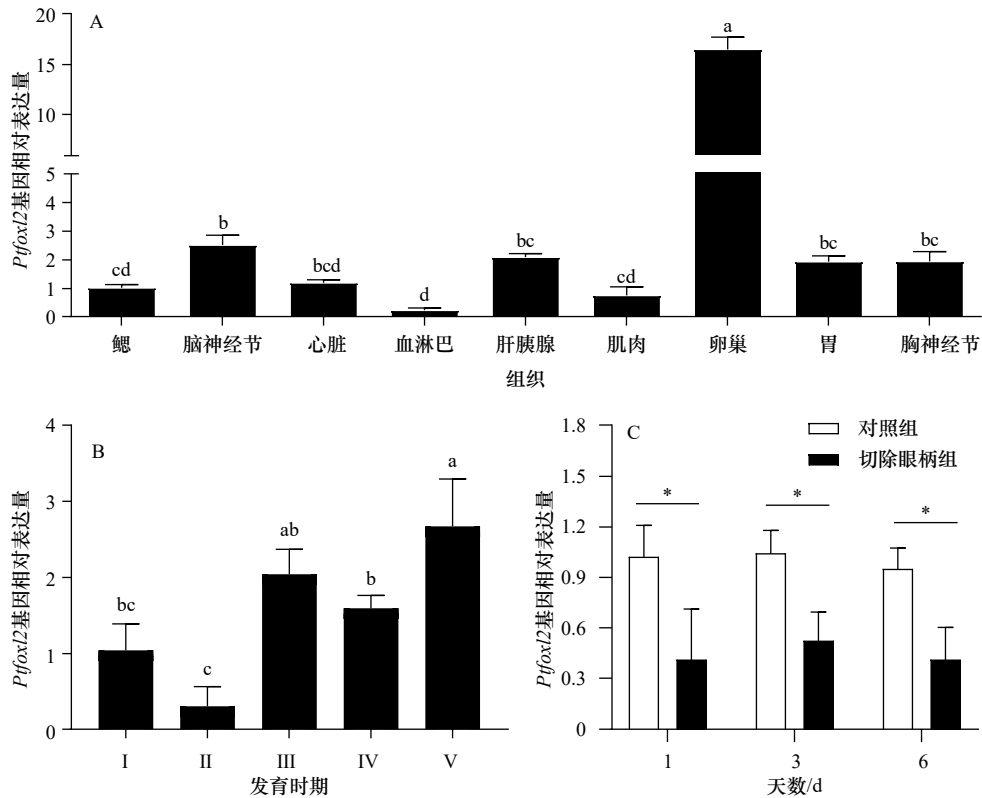 A
Ptfoxl2基因相对表达量
20
15
10
5
4
3
2
1
0
cd
b
bcd
d
bc
cd
a
bc
bc
鳃
脑神经节
心脏
血淋巴
肝胰腺
肌肉
卵巢
胃
胸神经节
组织
B
Ptfoxl2基因相对表达量
4
3
2
1
0
bc
c
ab
b
a
I
II
III
IV
V
发育时期
C
Ptfoxl2基因相对表达量
1.8
1.5
1.2
0.9
0.6
0.3
0
对照组
切除眼柄组
*
*
*
1
3
6
天数/d